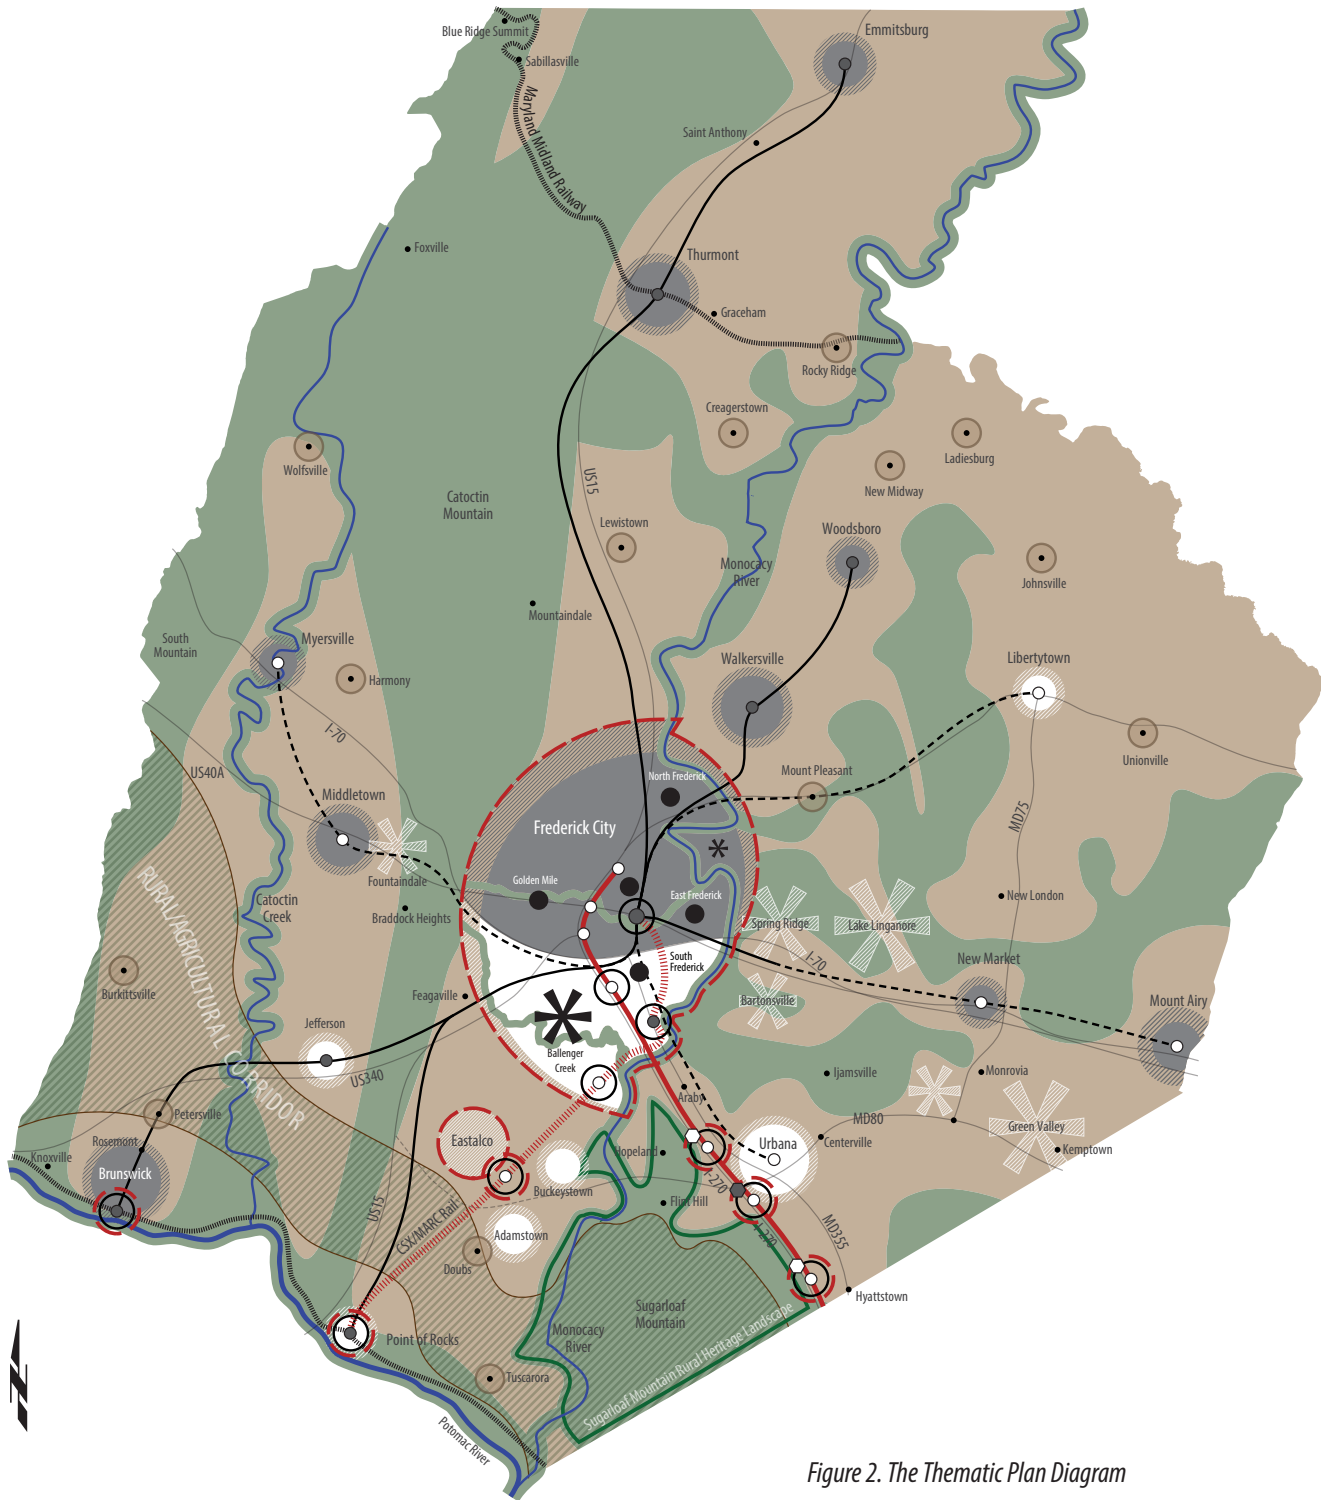 Emmitsburg
Blue Ridge Summit
Sabillasville
Maryland Midland Railway
Saint Anthony
Foxville
Thurmont
Graceham
Rocky Ridge
Creagerstown
Ladiesburg
Wolfsville
New Midway
US15
Catoctin
Mountain
Lewistown
Woodsboro
Monocacy
River
Johnsville
Mountaindale
South
Mountain
Myersville
Harmony
Walkersville
Libertytown
I-70
Unionville
US40A
Mount Pleasant
North Frederick
Middletown
Frederick City
MD75
Fountaindale
Golden Mile
East Frederick
New London
RURAL/AGRICULTURAL CORRIDOR
Catoctin
Creek
Braddock Heights
Spring Ridge
Lake Linganore
South
Frederick
I-70
New Market
Burkittsville
Feagaville
Bartonsville
Mount Airy
Jefferson
Ballenger
Creek
US340
Ijamsville
Monrovia
Araby
Petersville
MD80
Green Valley
Rosemont
Eastalco
Hopeland
Urbana
Centerville
Kemptown
Knoxville
Brunswick
Buckeystown
I-270
Flint Hill
US15
CSX/MARC Rail
Adamstown
I-270
MD355
Doubs
Hyattstown
Sugarloaf
Mountain
Point of Rocks
Monocacy
River
Sugarloaf Mountain Rural Heritage Landscape
Tuscarora
Potomac River
N
Figure 2. The Thematic Plan Diagram